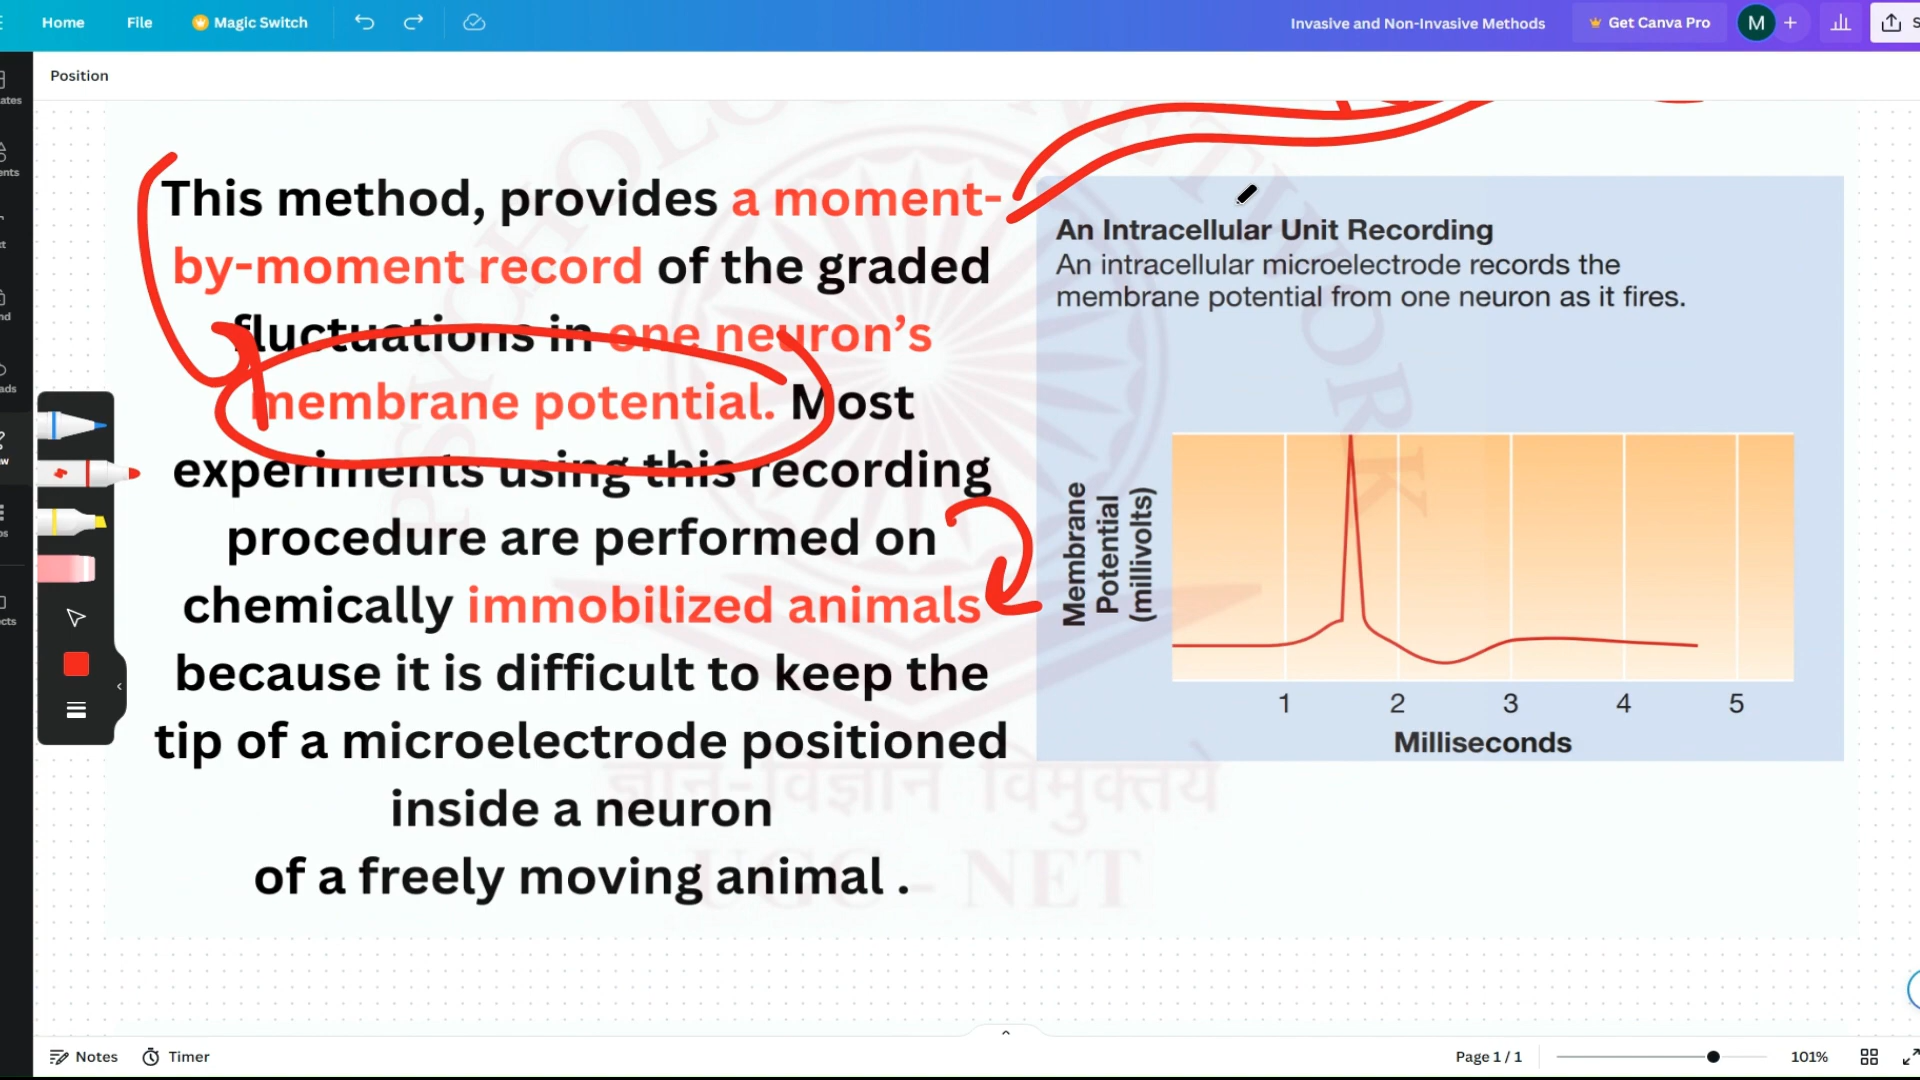 Home File Magic Switch Invasive and Non-Invasive Methods Get Canva Pro M +
Position
This method, provides a moment-
by-moment record of the graded
fluctuations in one neuron's
membrane potential. Most
experiments using this recording
procedure are performed on
chemically immobilized animals
because it is difficult to keep the
tip of a microelectrode positioned
inside a neuron
of a freely moving animal .
An Intracellular Unit Recording
An intracellular microelectrode records the
membrane potential from one neuron as it fires.
Membrane
Potential
(millivolts)
1 2 3 4 5
Milliseconds
ज्ञान-विज्ञान विमुक्तये
UGC - NET
Notes Timer Page 1 / 1 101%